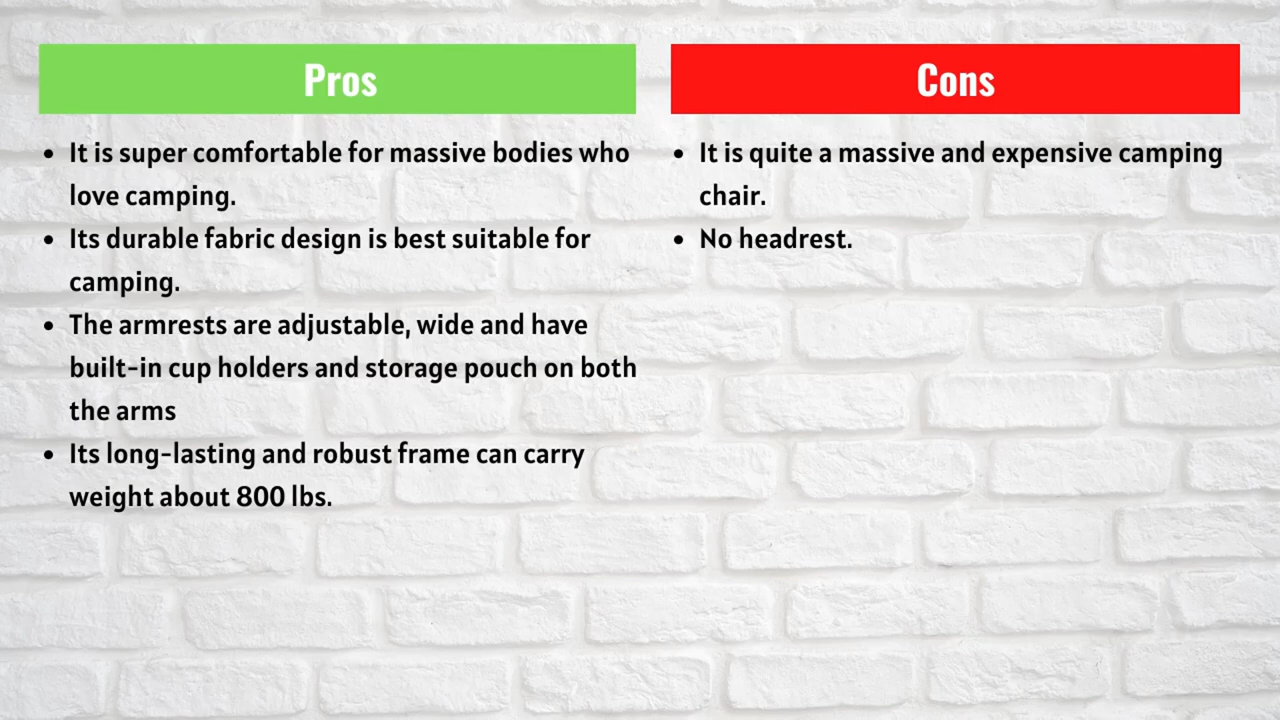 Pros
It is super comfortable for massive bodies who
love camping.
Its durable fabric design is best suitable for
camping.
The armrests are adjustable, wide and have
built-in cup holders and storage pouch on both
the arms
Its long-lasting and robust frame can carry
weight about 800 lbs.
Cons
It is quite a massive and expensive camping
chair.
No headrest.